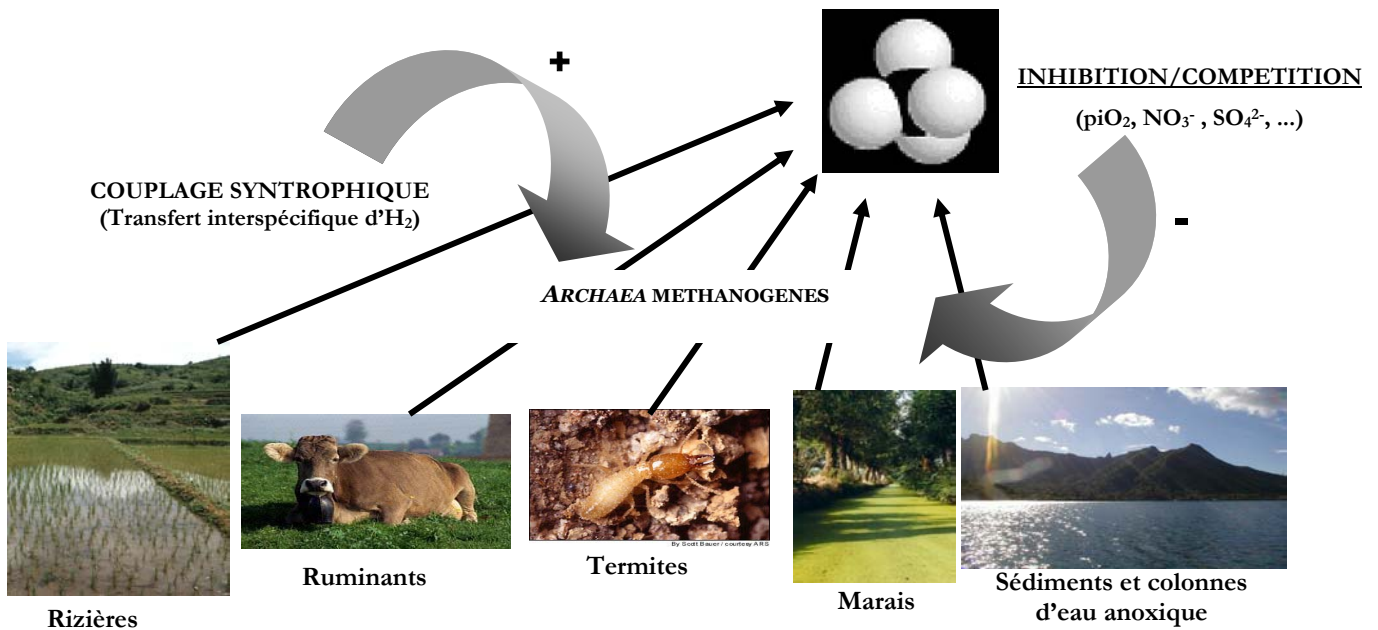 +
INHIBITION/COMPETITION
(piO₂, NO₃⁻ , SO₄²⁻, ...)
COUPLAGE SYNTROPHIQUE
(Transfert interspécifique d’H₂)
-
ARCHAEA METHANOGENES
By Scott Bauer / courtesy ARS
Rizières
Ruminants
Termites
Marais
Sédiments et colonnes
d’eau anoxique